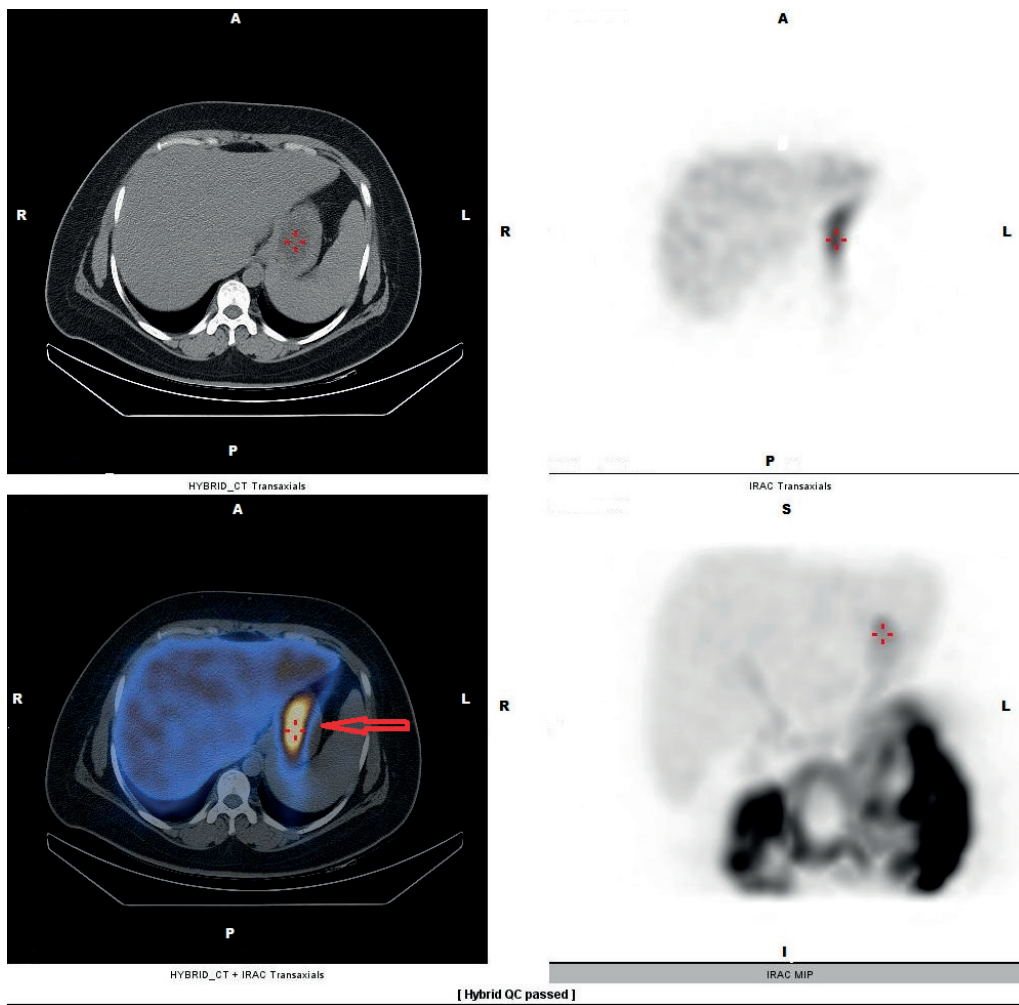 A
R
L
P
HYBRID_CT Transaxials
A
R
L
P
IRAC Transaxials
A
R
L
P
HYBRID_CT + IRAC Transaxials
S
R
L
I
IRAC MIP
[ Hybrid QC passed ]